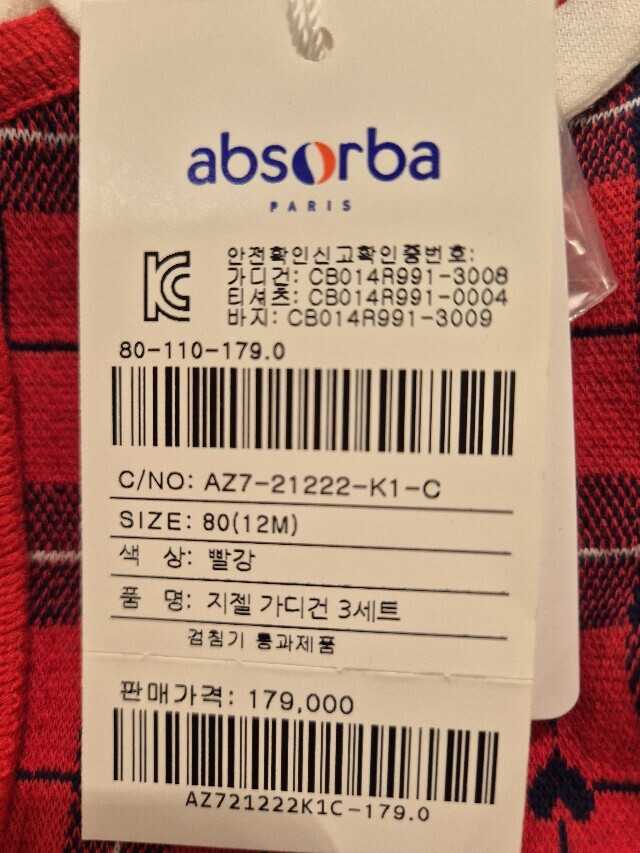 absorba
PARIS
안전확인신고확인증번호:
가디건: CB014R991-3008
티셔츠: CB014R991-0004
바지: CB014R991-3009
80-110-179.0
C/NO: AZ7-21222-K1-C
SIZE: 80(12M)
색 상: 빨강
품 명: 지젤 가디건 3세트
검침기 통과제품
판매가격: 179,000
AZ721222K1C-179.0